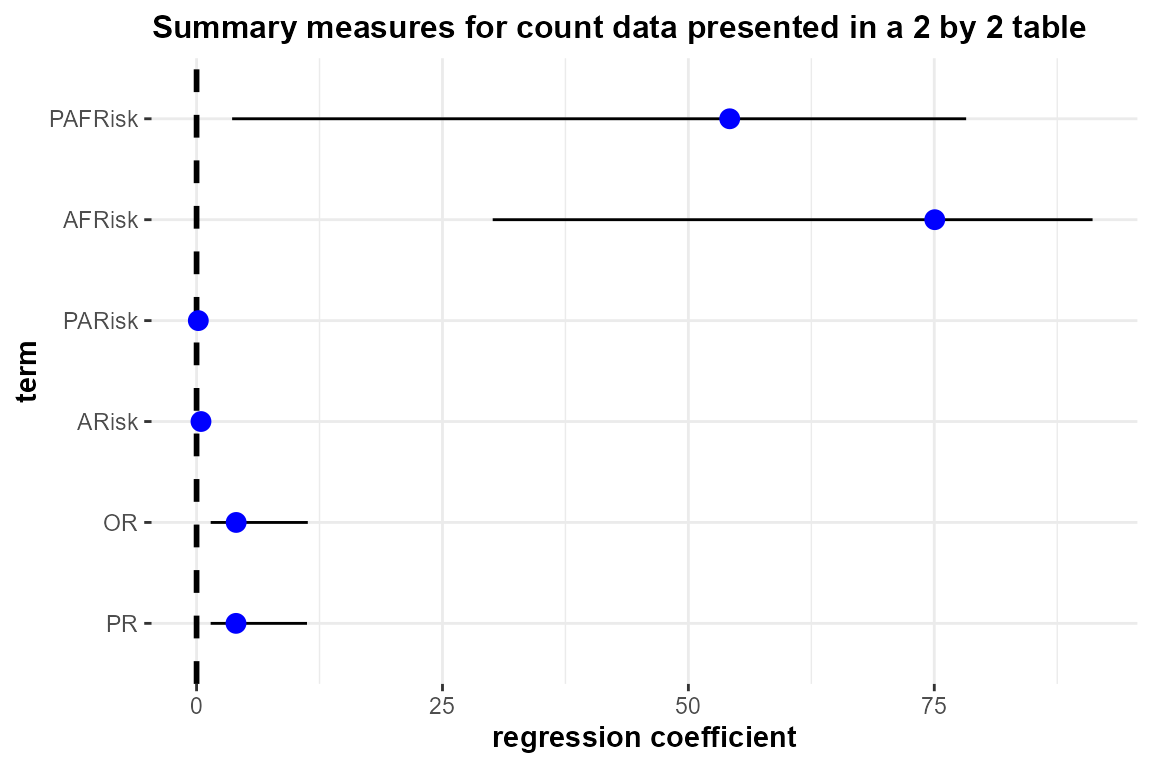 Summary measures for count data presented in a 2 by 2 table
PAFRisk
AFRisk
PARisk
ARisk
OR
PR
term
0 25 50 75
regression coefficient